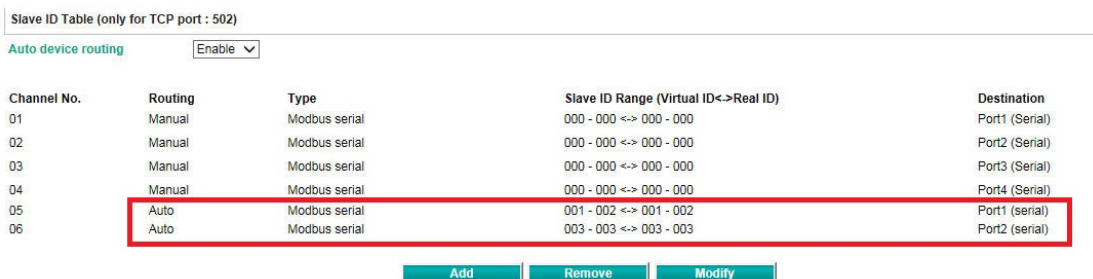 Slave ID Table (only for TCP port : 502)
Auto device routing Enable
Channel No. Routing Type Slave ID Range (Virtual ID<->Real ID) Destination
01 Manual Modbus serial 000 - 000 <-> 000 - 000 Port1 (Serial)
02 Manual Modbus serial 000 - 000 <-> 000 - 000 Port2 (Serial)
03 Manual Modbus serial 000 - 000 <-> 000 - 000 Port3 (Serial)
04 Manual Modbus serial 000 - 000 <-> 000 - 000 Port4 (Serial)
05 Auto Modbus serial 001 - 002 <-> 001 - 002 Port1 (serial)
06 Auto Modbus serial 003 - 003 <-> 003 - 003 Port2 (serial)
Add Remove Modify